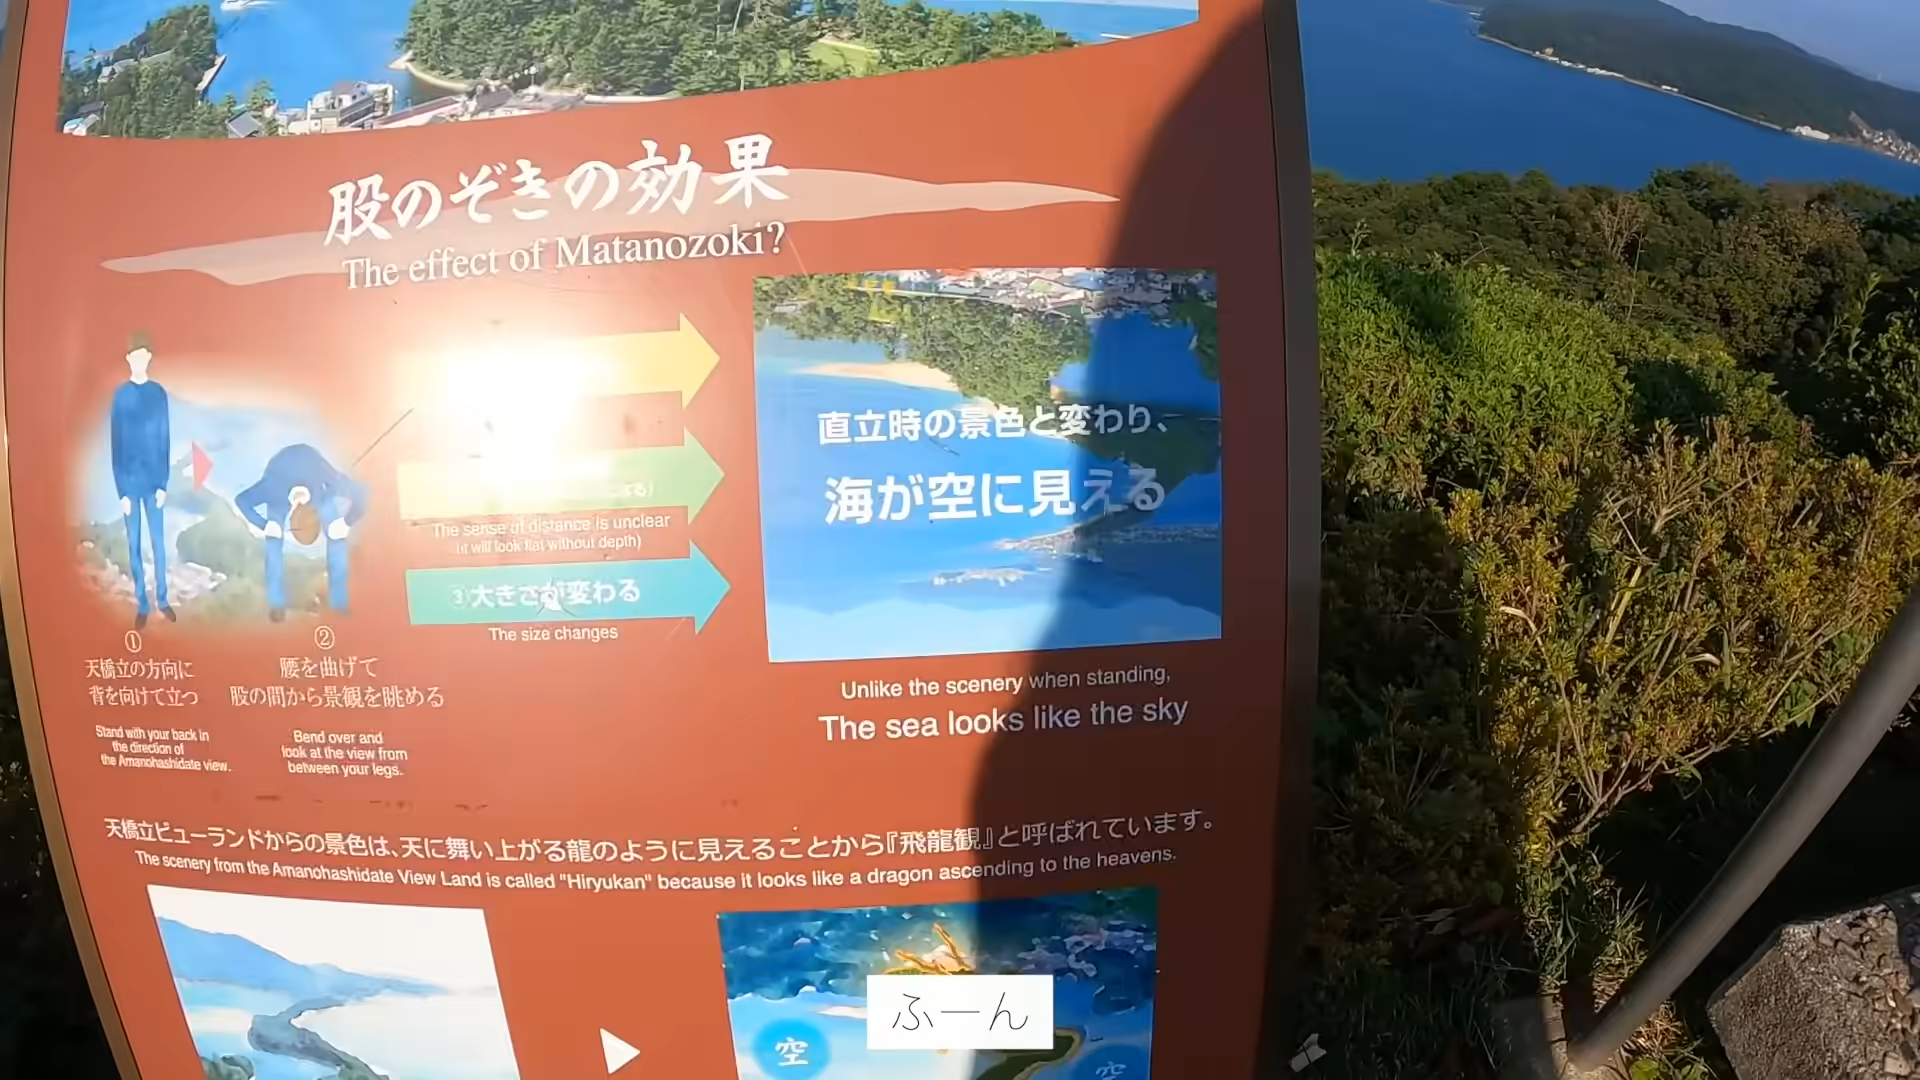 股のぞきの効果
The effect of Matanozoki?
The sense of distance is unclear
(it will look flat without depth)
③大きさが変わる
The size changes
直立時の景色と変わり、
海が空に見える
Unlike the scenery when standing,
The sea looks like the sky
①
天橋立の方向に
背を向けて立つ
Stand with your back in
the direction of
the Amanohashidate view.
②
腰を曲げて
股の間から景観を眺める
Bend over and
look at the view from
between your legs.
天橋立ビューランドからの景色は、天に舞い上がる龍のように見えることから『飛龍観』と呼ばれています。
The scenery from the Amanohashidate View Land is called "Hiryukan" because it looks like a dragon ascending to the heavens.
空
空
ふーん